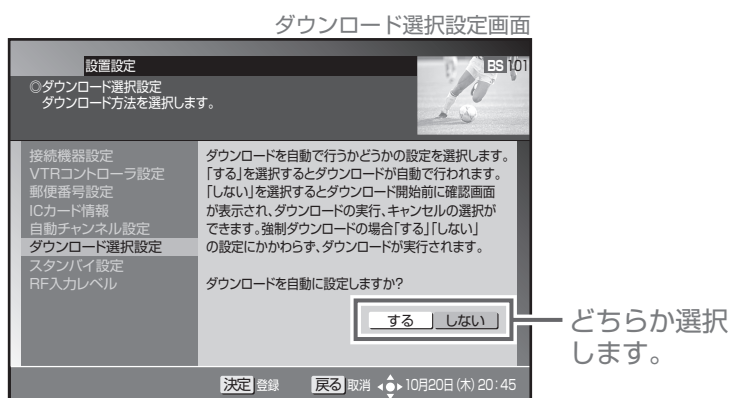 ダウンロード選択設定画面
設置設定
BS 101
◎ダウンロード選択設定
ダウンロード方法を選択します。
接続機器設定
VTRコントローラ設定
郵便番号設定
ICカード情報
自動チャンネル設定
ダウンロード選択設定
スタンバイ設定
RF入力レベル
ダウンロードを自動で行うかどうかの設定を選択します。
「する」を選択するとダウンロードが自動で行われます。
「しない」を選択するとダウンロード開始前に確認画面
が表示され、ダウンロードの実行、キャンセルの選択が
できます。強制ダウンロードの場合「する」「しない」
の設定にかかわらず、ダウンロードが実行されます。
ダウンロードを自動に設定しますか?
する しない
どちらか選択
します。
決定 登録 戻る 取消 10月20日(木)20:45